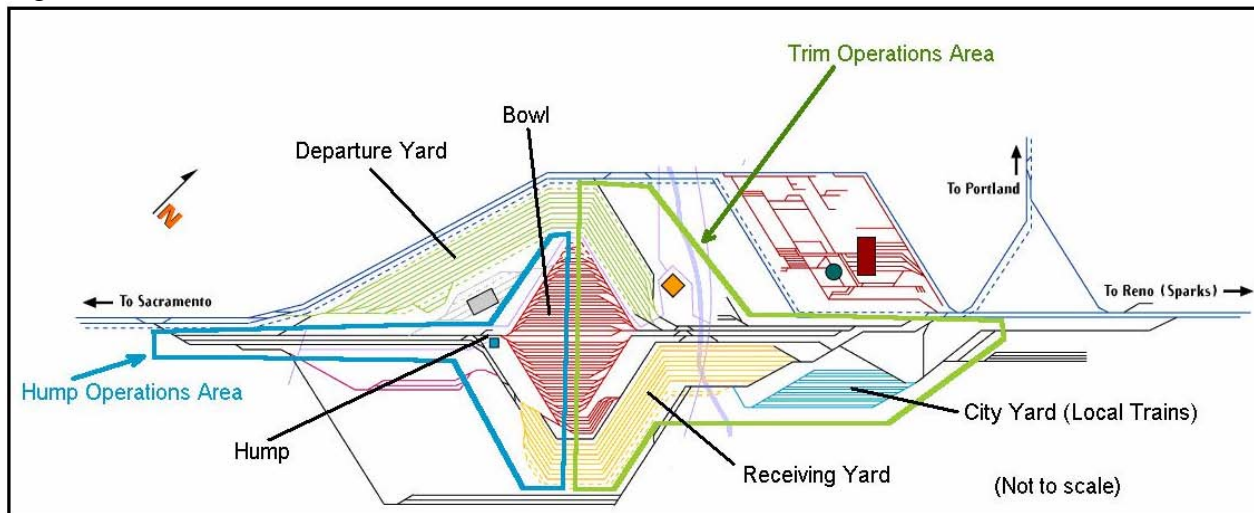 Trim Operations Area
Bowl
Departure Yard
N
To Portland
To Sacramento
To Reno (Sparks)
Hump Operations Area
City Yard (Local Trains)
Hump
Receiving Yard
(Not to scale)